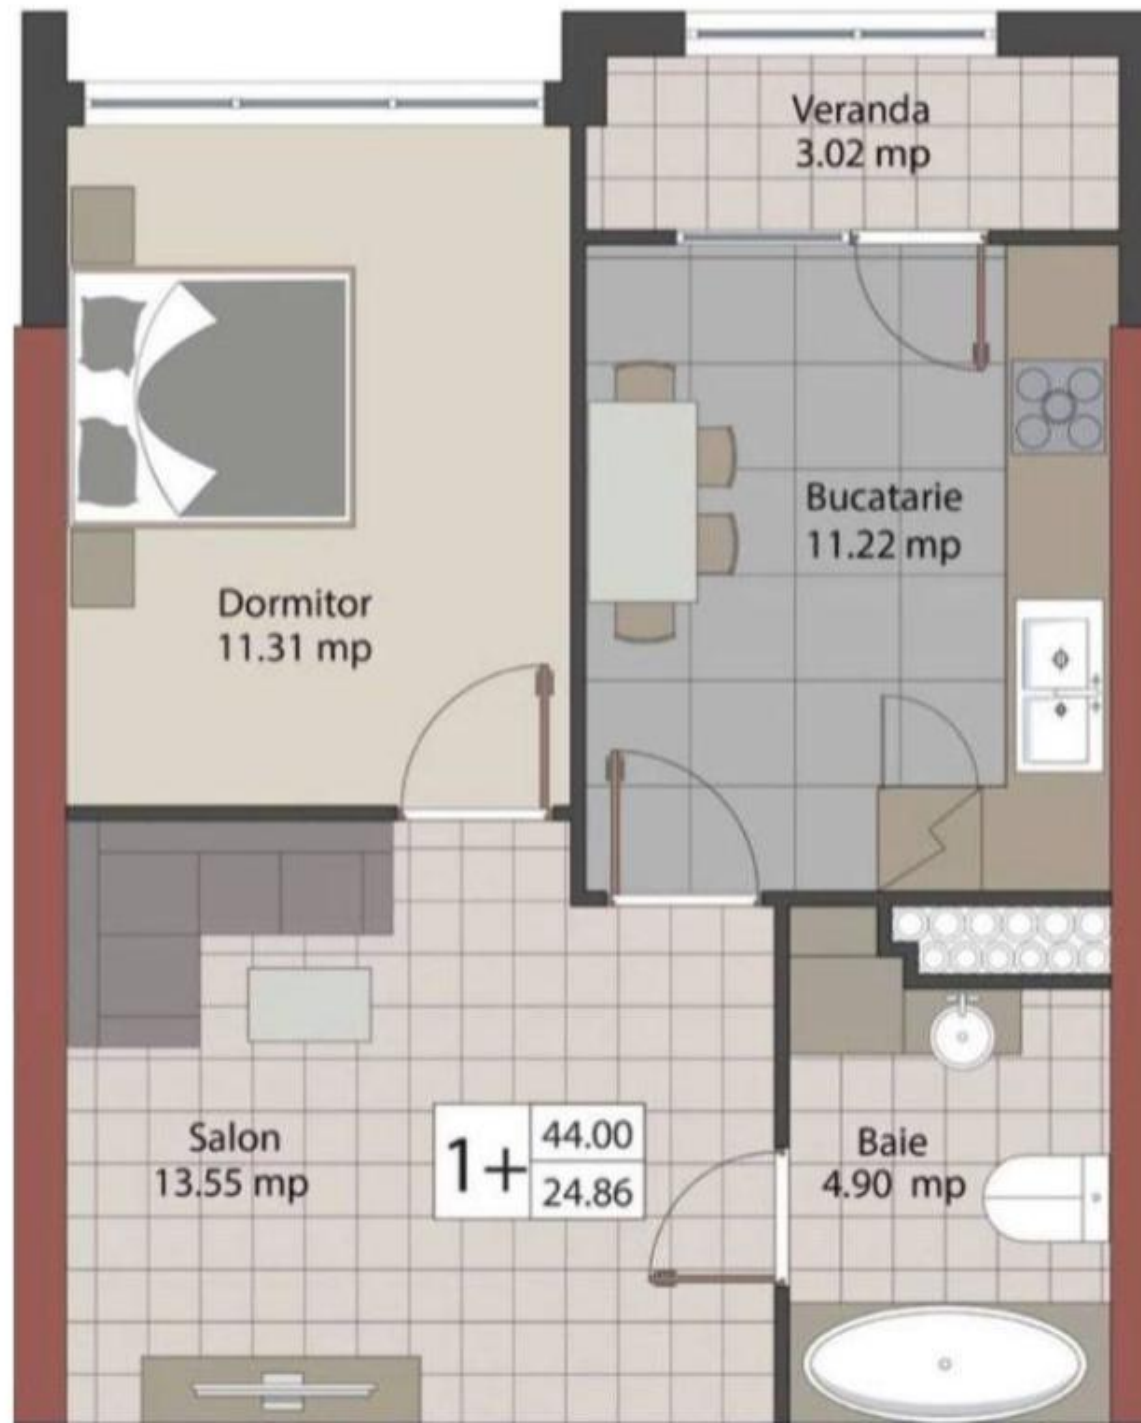 Veranda
3.02 mp
Bucatarie
11.22 mp
Dormitor
11.31 mp
Salon
13.55 mp
1+
44.00
24.86
Baie
4.90 mp